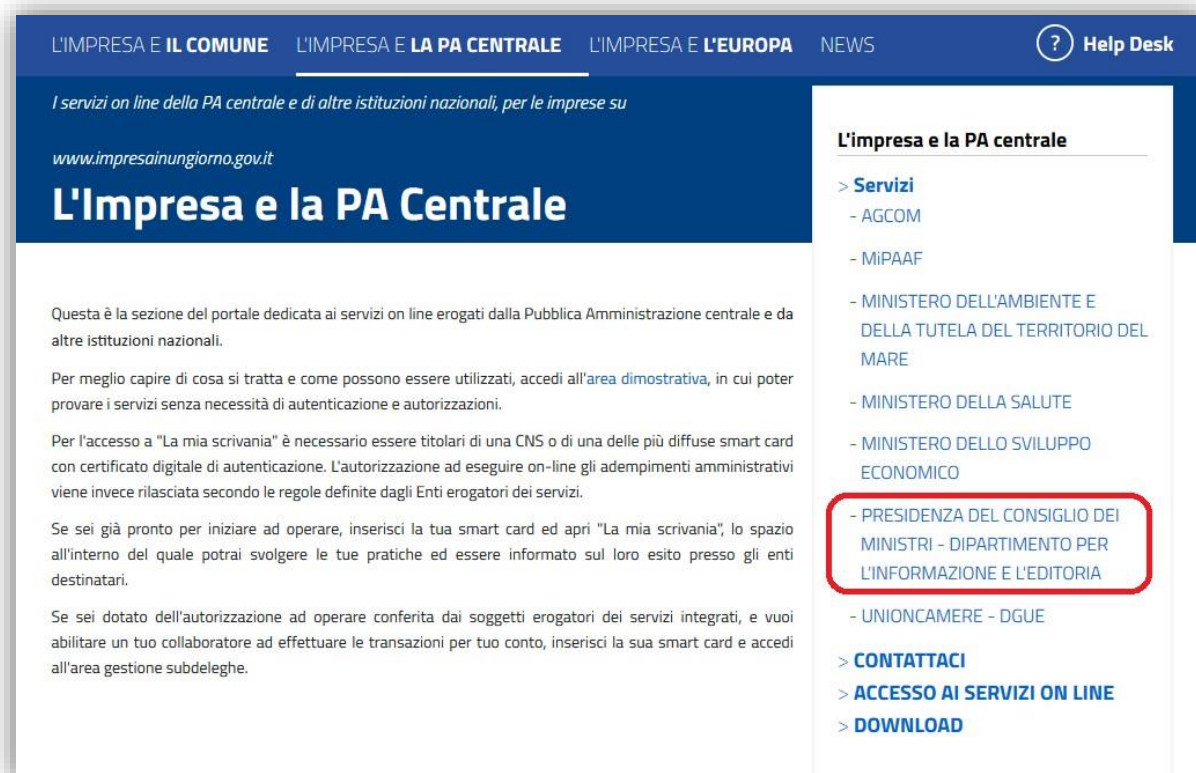 L'IMPRESA E IL COMUNE L'IMPRESA E LA PA CENTRALE L'IMPRESA E L'EUROPA NEWS ? Help Desk
I servizi on line della PA centrale e di altre istituzioni nazionali, per le imprese su
www.impresainungiorno.gov.it
L'Impresa e la PA Centrale
Questa è la sezione del portale dedicata ai servizi on line erogati dalla Pubblica Amministrazione centrale e da
altre istituzioni nazionali.
Per meglio capire di cosa si tratta e come possono essere utilizzati, accedi all'area dimostrativa, in cui poter
provare i servizi senza necessità di autenticazione e autorizzazioni.
Per l'accesso a "La mia scrivania" è necessario essere titolari di una CNS o di una delle più diffuse smart card
con certificato digitale di autenticazione. L'autorizzazione ad eseguire on-line gli adempimenti amministrativi
viene invece rilasciata secondo le regole definite dagli Enti erogatori dei servizi.
Se sei già pronto per iniziare ad operare, inserisci la tua smart card ed apri "La mia scrivania", lo spazio
all'interno del quale potrai svolgere le tue pratiche ed essere informato sul loro esito presso gli enti
destinatari.
Se sei dotato dell'autorizzazione ad operare conferita dai soggetti erogatori dei servizi integrati, e vuoi
abilitare un tuo collaboratore ad effettuare le transazioni per tuo conto, inserisci la sua smart card e accedi
all'area gestione subdeleghe.
L'impresa e la PA centrale
> Servizi
- AGCOM
- MiPAAF
- MINISTERO DELL'AMBIENTE E
DELLA TUTELA DEL TERRITORIO DEL
MARE
- MINISTERO DELLA SALUTE
- MINISTERO DELLO SVILUPPO
ECONOMICO
- PRESIDENZA DEL CONSIGLIO DEI
MINISTRI - DIPARTIMENTO PER
L'INFORMAZIONE E L'EDITORIA
- UNIONCAMERE - DGUE
> CONTATTACI
> ACCESSO AI SERVIZI ON LINE
> DOWNLOAD